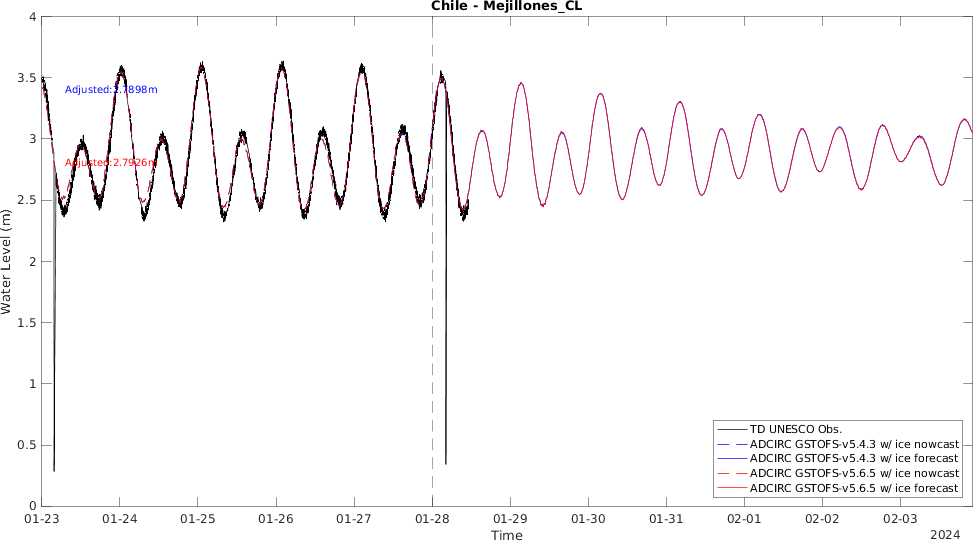 Chile - Mejillones_CL
4
3.5
3
2.5
2
1.5
1
0.5
0
Water Level (m)
Adjusted:2.7898m
Adjusted:2.7926m
TD UNESCO Obs.
ADCIRC GSTOFS-v5.4.3 w/ ice nowcast
ADCIRC GSTOFS-v5.4.3 w/ ice forecast
ADCIRC GSTOFS-v5.6.5 w/ ice nowcast
ADCIRC GSTOFS-v5.6.5 w/ ice forecast
01-23 01-24 01-25 01-26 01-27 01-28 01-29 01-30 01-31 02-01 02-02 02-03
Time
2024